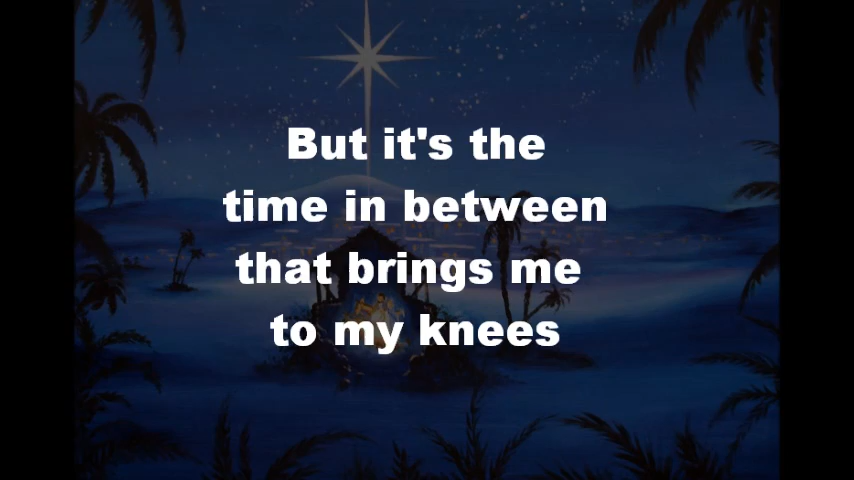 But it's the
time in between
that brings me
to my knees